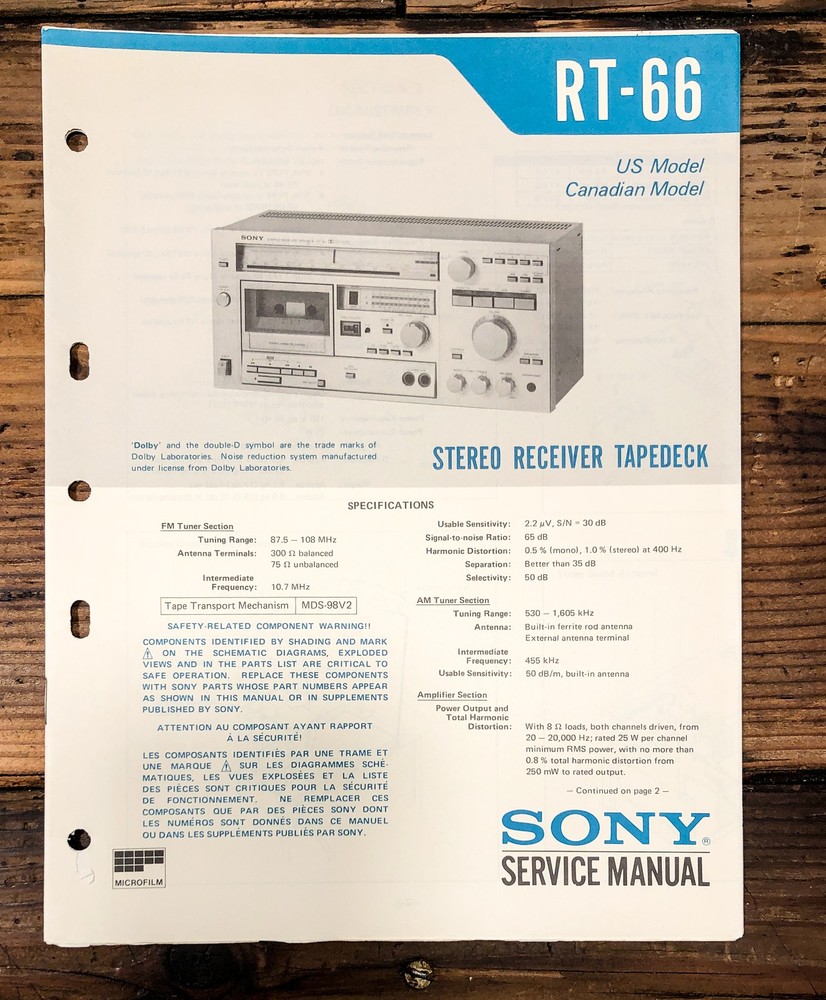 RT-66
US Model
Canadian Model
SONY
'Dolby' and the double-D symbol are the trade marks of
Dolby Laboratories. Noise reduction system manufactured
under license from Dolby Laboratories.
STEREO RECEIVER TAPEDECK
SPECIFICATIONS
FM Tuner Section
Tuning Range: 87.5 – 108 MHz
Antenna Terminals: 300 Ω balanced
75 Ω unbalanced
Intermediate
Frequency: 10.7 MHz
Tape Transport Mechanism MDS-98V2
SAFETY-RELATED COMPONENT WARNING!!
COMPONENTS IDENTIFIED BY SHADING AND MARK
⚠ ON THE SCHEMATIC DIAGRAMS, EXPLODED
VIEWS AND IN THE PARTS LIST ARE CRITICAL TO
SAFE OPERATION. REPLACE THESE COMPONENTS
WITH SONY PARTS WHOSE PART NUMBERS APPEAR
AS SHOWN IN THIS MANUAL OR IN SUPPLEMENTS
PUBLISHED BY SONY.
ATTENTION AU COMPOSANT AYANT RAPPORT
À LA SÉCURITÉ!
LES COMPOSANTS IDENTIFIÉS PAR UNE TRAME ET
UNE MARQUE ⚠ SUR LES DIAGRAMMES SCHÉ-
MATIQUES, LES VUES EXPLOSÉES ET LA LISTE
DES PIÈCES SONT CRITIQUES POUR LA SÉCURITÉ
DE FONCTIONNEMENT. NE REMPLACER CES
COMPOSANTS QUE PAR DES PIÈCES SONY DONT
LES NUMÉROS SONT DONNÉS DANS CE MANUEL
OU DANS LES SUPPLÉMENTS PUBLIÉS PAR SONY.
MICROFILM
Usable Sensitivity: 2.2 µV, S/N = 30 dB
Signal-to-noise Ratio: 65 dB
Harmonic Distortion: 0.5 % (mono), 1.0 % (stereo) at 400 Hz
Separation: Better than 35 dB
Selectivity: 50 dB
AM Tuner Section
Tuning Range: 530 – 1,605 kHz
Antenna: Built-in ferrite rod antenna
External antenna terminal
Intermediate
Frequency: 455 kHz
Usable Sensitivity: 50 dB/m, built-in antenna
Amplifier Section
Power Output and
Total Harmonic
Distortion: With 8 Ω loads, both channels driven, from
20 – 20,000 Hz; rated 25 W per channel
minimum RMS power, with no more than
0.8 % total harmonic distortion from
250 mW to rated output.
– Continued on page 2 –
SONY®
SERVICE MANUAL